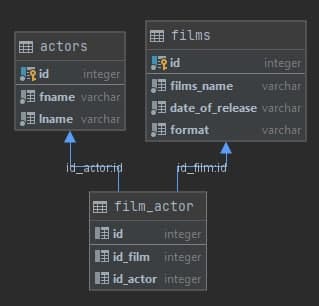 actors
id integer
fname varchar
lname varchar
films
id integer
films_name varchar
date_of_release varchar
format varchar
id_actor:id
id_film:id
film_actor
id integer
id_film integer
id_actor integer